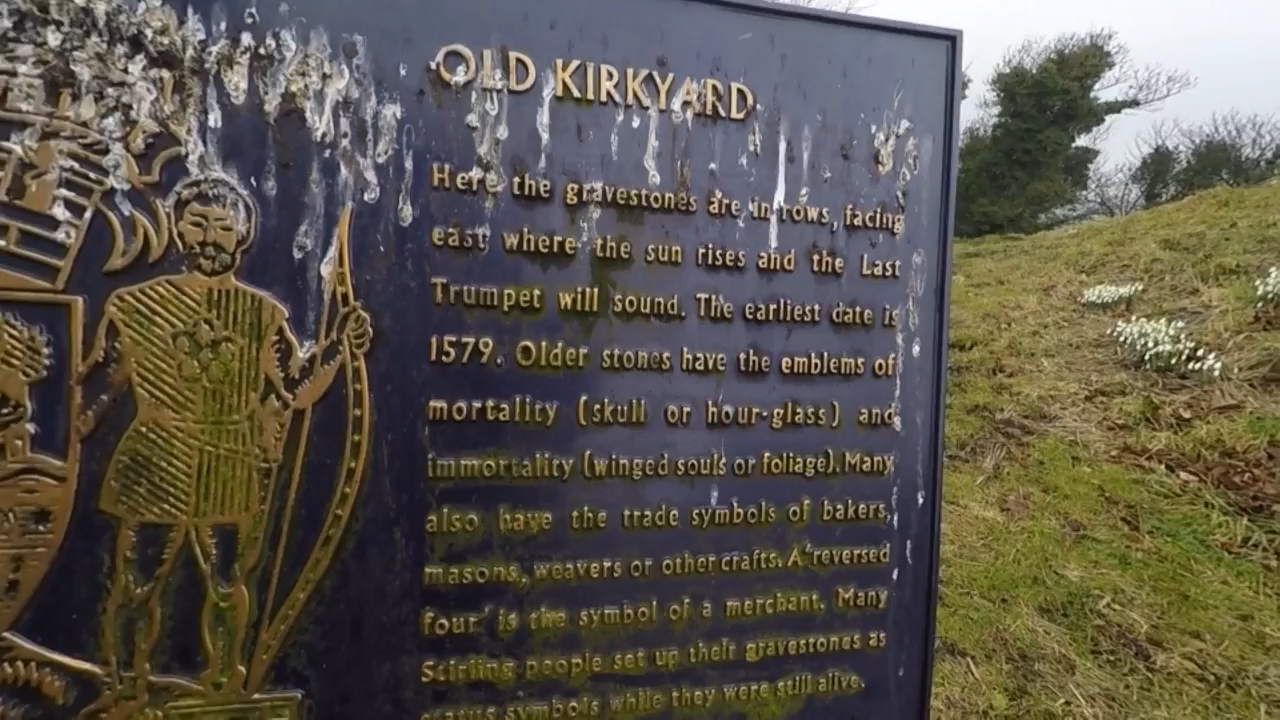 OLD KIRKYARD
Here the gravestones are in rows, facing
east where the sun rises and the Last
Trumpet will sound. The earliest date is
1579. Older stones have the emblems of
mortality (skull or hour-glass) and
immortality (winged souls or foliage). Many
also have the trade symbols of bakers,
masons, weavers or other crafts. A 'reversed
four' is the symbol of a merchant. Many
Stirling people set up their gravestones as
status symbols while they were still alive.